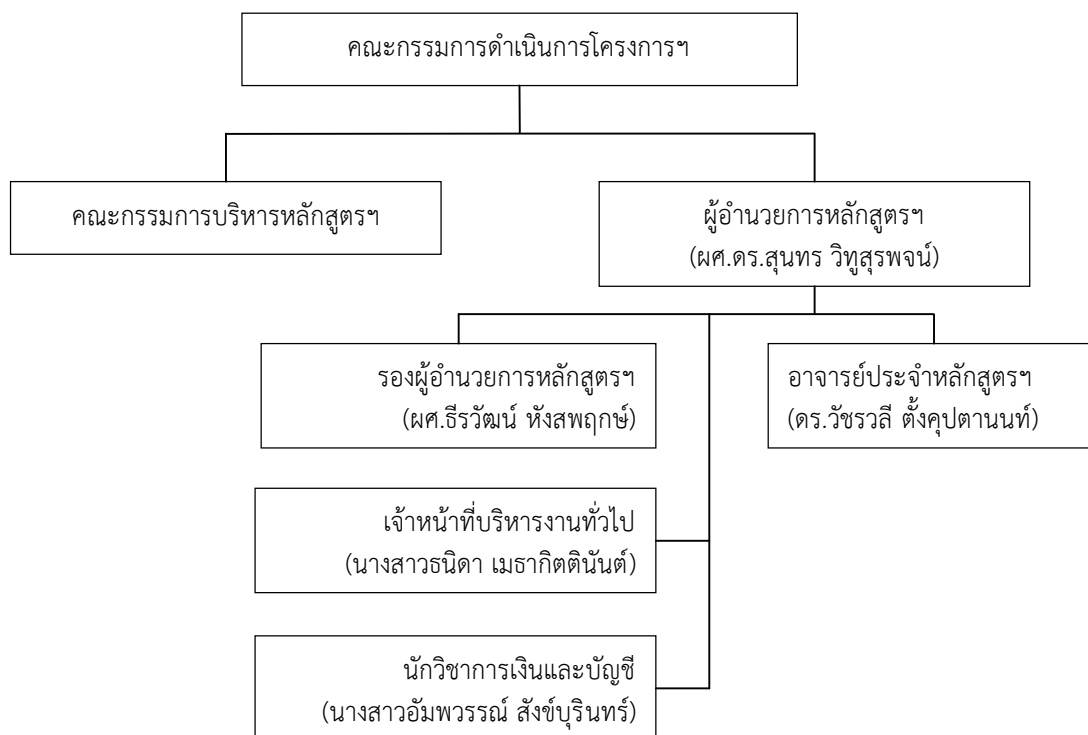 คณะกรรมการดำเนินการโครงการฯ
คณะกรรมการบริหารหลักสูตรฯ
ผู้อำนวยการหลักสูตรฯ
(ผศ.ดร.สุนทร วิทูสุรพจน์)
รองผู้อำนวยการหลักสูตรฯ
(ผศ.ธีรวัฒน์ หังสพฤกษ์)
อาจารย์ประจำหลักสูตรฯ
(ดร.วัชรวลี ตั้งคุปตานนท์)
เจ้าหน้าที่บริหารงานทั่วไป
(นางสาวธนิดา เมธากิตตินันต์)
นักวิชาการเงินและบัญชี
(นางสาวอัมพวรรณ์ สังข์บุรินทร์)